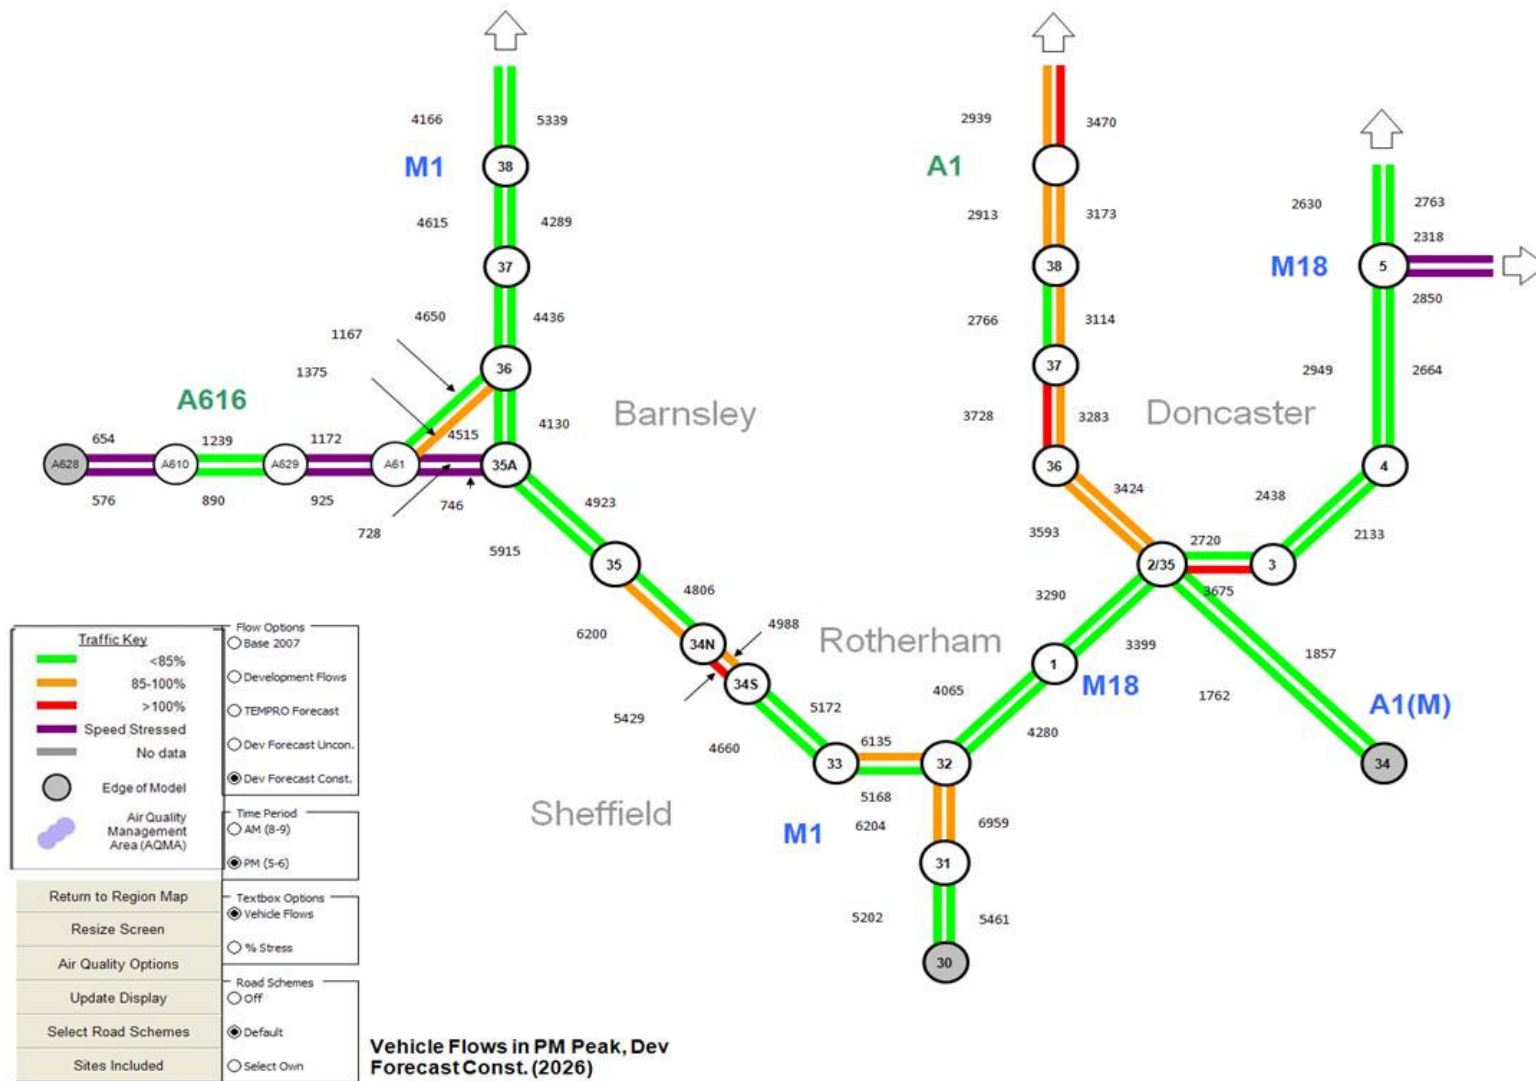 4166
5339
M1
38
4615
4289
37
4650
4436
1167
1375
36
A616
4515
4130
654
1239
1172
A628
A610
A629
A61
35A
576
890
925
746
728
4923
5915
35
4806
6200
34N
4988
34S
5429
4660
5172
33
6135
5168
6204
32
6959
31
5202
5461
30
4065
4280
1
3290
3399
M18
M1
Barnsley
Rotherham
Sheffield
Doncaster
2939
3470
A1
2913
3173
38
2766
3114
37
3728
3283
36
3424
3593
2/35
2720
3675
3
2438
2133
4
2949
2664
2630
2763
2318
M18
5
2850
1857
1762
A1(M)
34
Traffic Key
<85%
85-100%
>100%
Speed Stressed
No data
Edge of Model
Air Quality
Management
Area (AQMA)
Flow Options
Base 2007
Development Flows
TEMPRO Forecast
Dev Forecast Uncon.
Dev Forecast Const.
Time Period
AM (8-9)
PM (5-6)
Return to Region Map
Resize Screen
Air Quality Options
Update Display
Select Road Schemes
Sites Included
Textbox Options
Vehicle Flows
% Stress
Road Schemes
Off
Default
Select Own
Vehicle Flows in PM Peak, Dev
Forecast Const. (2026)